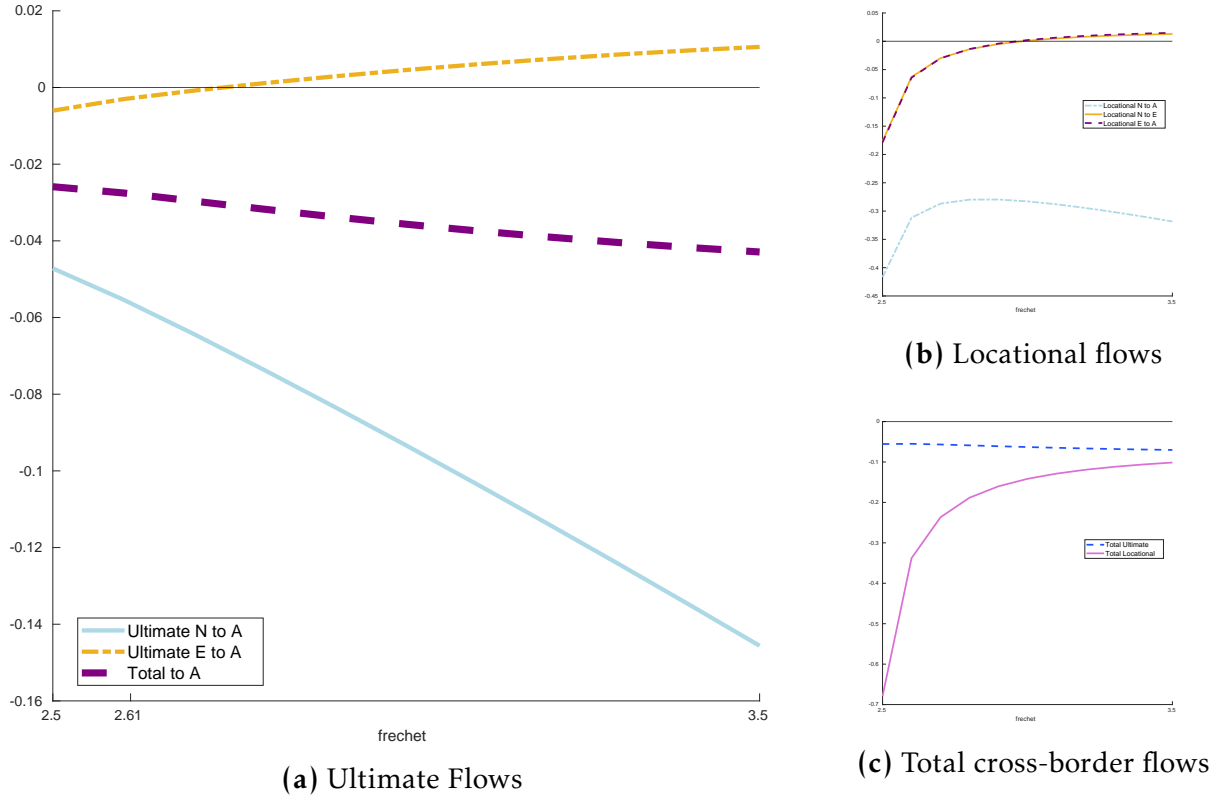 0.02
0
-0.02
-0.04
-0.06
-0.08
-0.1
-0.12
-0.14
-0.16
Ultimate N to A
Ultimate E to A
Total to A
2.5
2.61
3.5
frechet
(a) Ultimate Flows
0.1
0.05
0
-0.05
-0.1
-0.15
-0.2
-0.25
-0.3
-0.35
-0.4
-0.45
Locational N to A
Locational N to E
Locational E to A
2.5
3.5
frechet
(b) Locational flows
0
-0.1
-0.2
-0.3
-0.4
-0.5
-0.6
-0.7
Total Ultimate
Total Locational
2.5
3.5
frechet
(c) Total cross-border flows